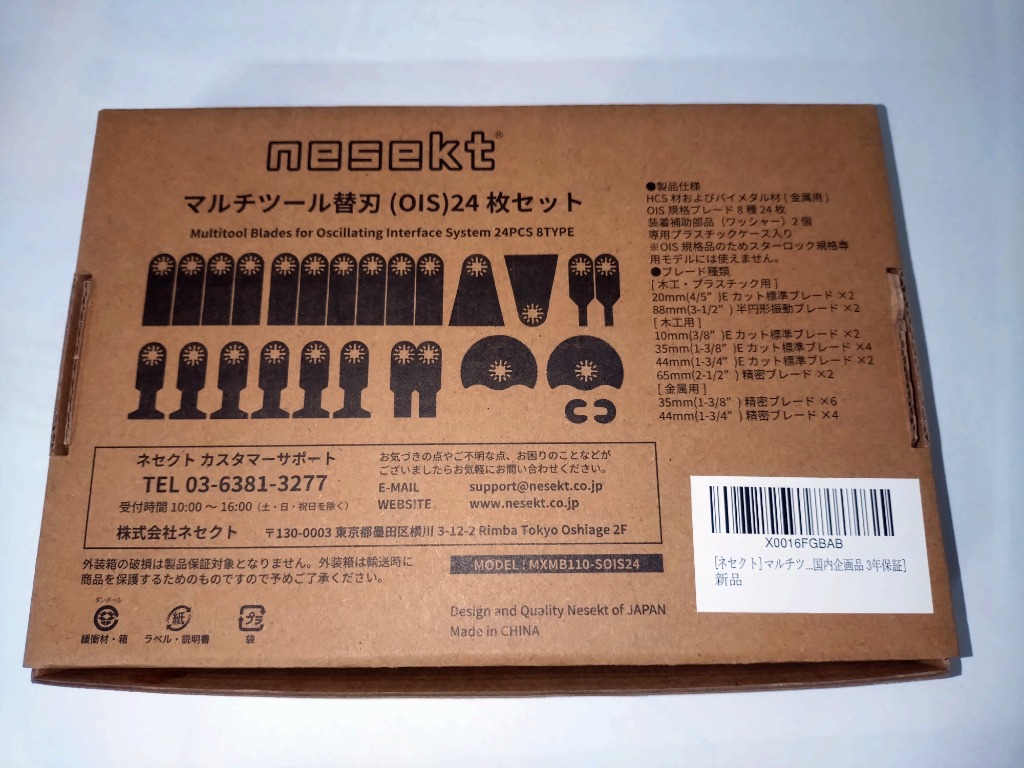 nesekt®
マルチツール替刃 (OIS)24 枚セット
Multitool Blades for Oscillating Interface System 24PCS 8TYPE
●製品仕様
HCS 材およびバイメタル材 ( 金属用 )
OIS 規格ブレード 8 種 24 枚
装着補助部品（ワッシャー）2 個
専用プラスチックケース入り
※OIS 規格品のためスターロック規格専
用モデルには使えません。
●ブレード種類
[ 木工・プラスチック用 ]
20mm(4/5”)E カット標準ブレード ×2
88mm(3-1/2”) 半円形振動ブレード ×2
[ 木工用 ]
10mm(3/8”)E カット標準ブレード ×2
35mm(1-3/8”)E カット標準ブレード ×4
44mm(1-3/4”)E カット標準ブレード ×2
65mm(2-1/2”) 精密ブレード ×2
[ 金属用 ]
35mm(1-3/8”) 精密ブレード ×6
44mm(1-3/4”) 精密ブレード ×4
ネセクト カスタマーサポート
TEL 03-6381-3277
受付時間 10:00 〜 16:00（土・日・祝日を除く）
お気づきの点やご不明な点、お困りのことなどが
ございましたらお気軽にお問い合わせください。
E-MAIL support@nesekt.co.jp
WEBSITE www.nesekt.co.jp
株式会社ネセクト 〒130-0003 東京都墨田区横川 3-12-2 Rimba Tokyo Oshiage 2F
外装箱の破損は製品保証対象となりません。外装箱は輸送時に
商品を保護するためのものですので予めご了承ください。
MODEL : MXMB110-SOIS24
Design and Quality Nesekt of JAPAN
Made in CHINA
ダンボール
緩衝材・箱
紙
ラベル・説明書
プラ
袋
X0016FGBAB
[ネセクト] マルチツ...国内企画品 3年保証]
新品